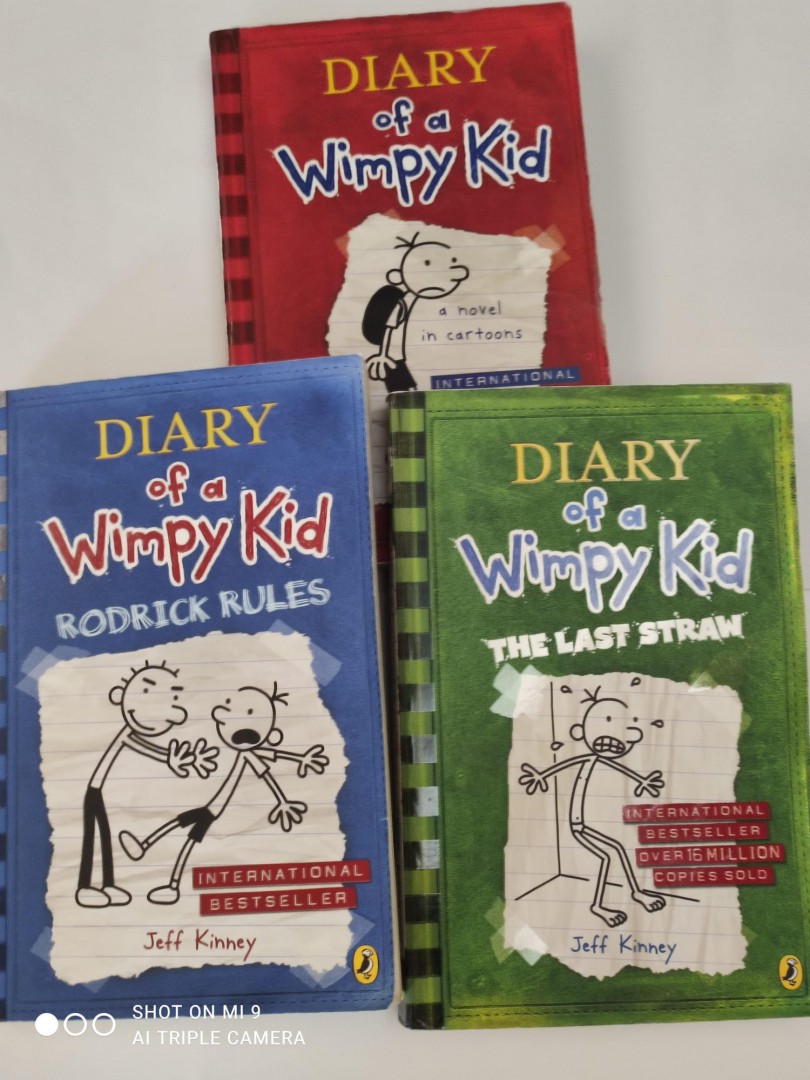 DIARY
of a
Wimpy Kid
a novel
in cartoons
INTERNATIONAL
DIARY
of a
Wimpy Kid
RODRICK RULES
INTERNATIONAL
BESTSELLER
Jeff Kinney
DIARY
of a
Wimpy Kid
THE LAST STRAW
INTERNATIONAL
BESTSELLER
OVER 16 MILLION
COPIES SOLD
Jeff Kinney
SHOT ON MI 9
AI TRIPLE CAMERA